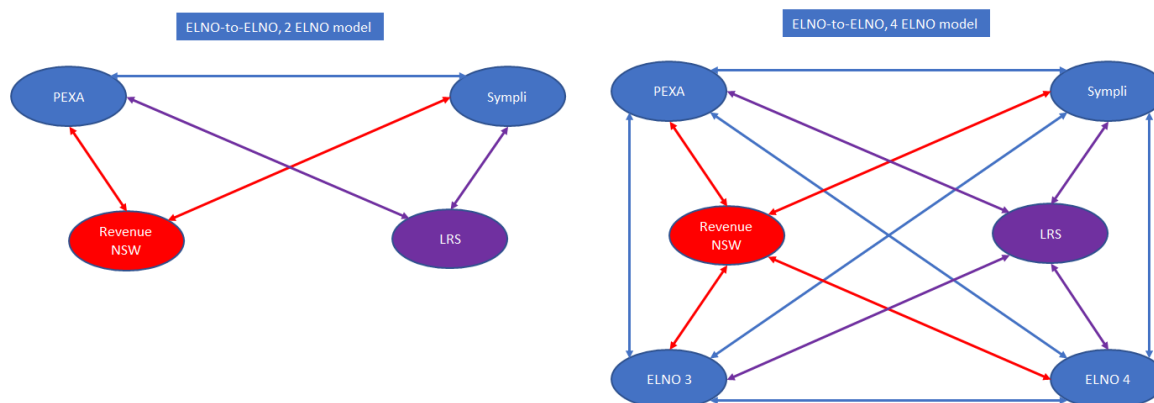 ELNO-to-ELNO, 2 ELNO model
PEXA
Sympli
Revenue
NSW
LRS
ELNO-to-ELNO, 4 ELNO model
PEXA
Sympli
Revenue
NSW
LRS
ELNO 3
ELNO 4